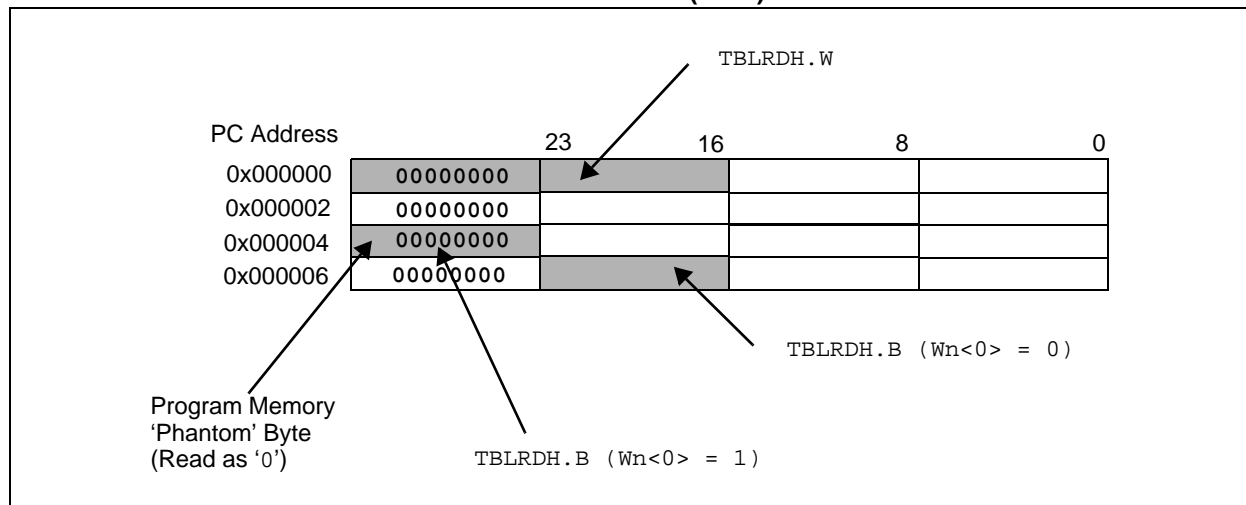 TBLRDH.W
PC Address
23 16 8 0
0x000000 00000000
0x000002 00000000
0x000004 00000000
0x000006 00000000
TBLRDH.B (Wn<0> = 0)
Program Memory
‘Phantom’ Byte
(Read as ‘0’)
TBLRDH.B (Wn<0> = 1)